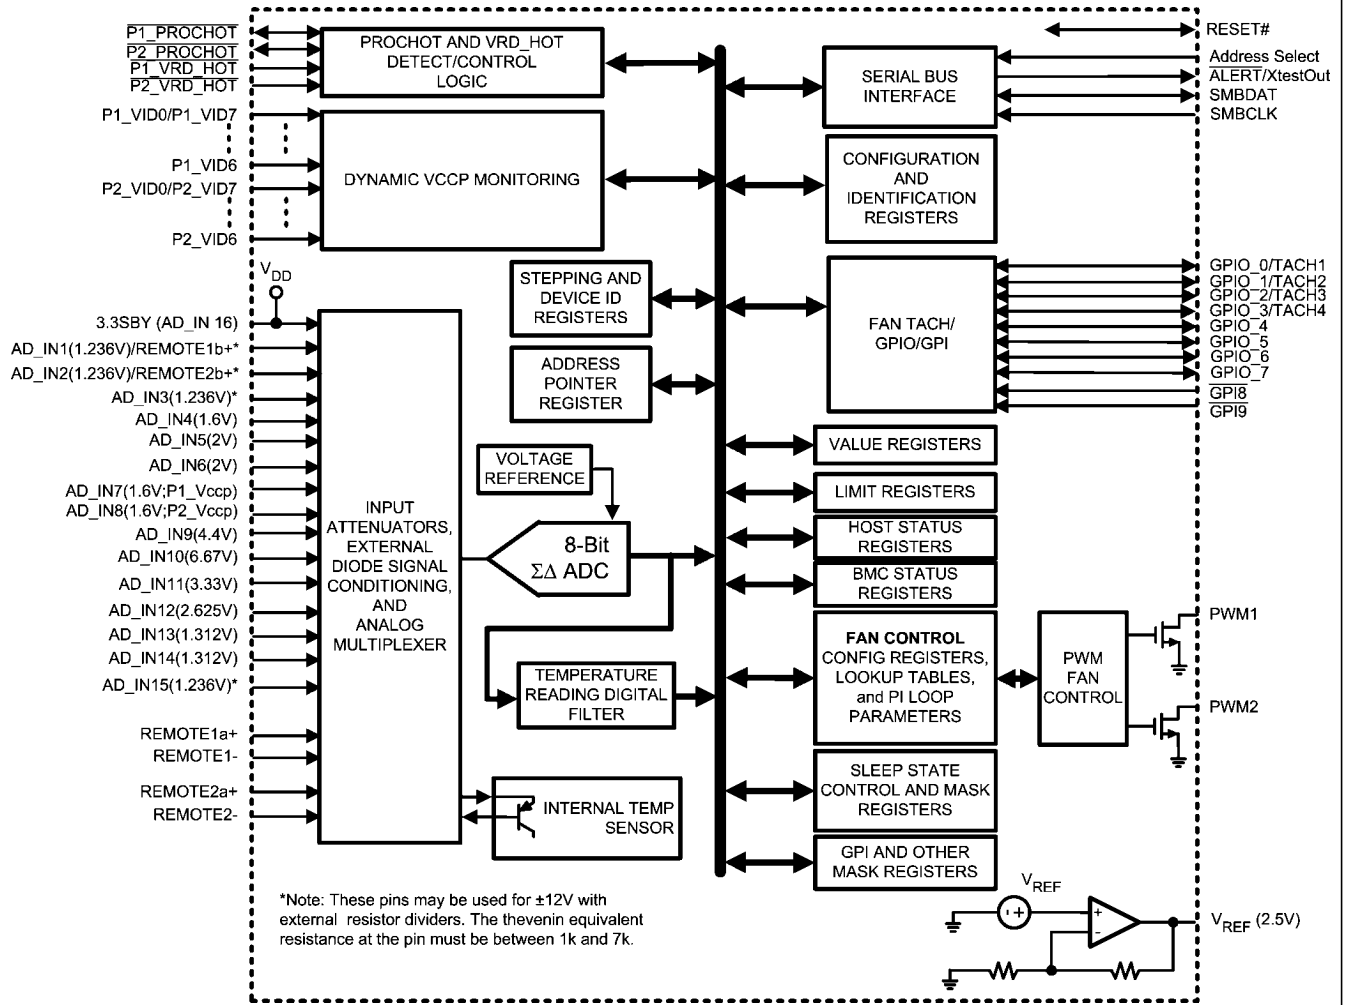 P1_PROCHOT
P2_PROCHOT
P1_VRD_HOT
P2_VRD_HOT
P1_VID0/P1_VID7
P1_VID6
P2_VID0/P2_VID7
P2_VID6
VDD
3.3SBY (AD_IN 16)
AD_IN1(1.236V)/REMOTE1b+*
AD_IN2(1.236V)/REMOTE2b+*
AD_IN3(1.236V)*
AD_IN4(1.6V)
AD_IN5(2V)
AD_IN6(2V)
AD_IN7(1.6V;P1_Vccp)
AD_IN8(1.6V;P2_Vccp)
AD_IN9(4.4V)
AD_IN10(6.67V)
AD_IN11(3.33V)
AD_IN12(2.625V)
AD_IN13(1.312V)
AD_IN14(1.312V)
AD_IN15(1.236V)*
REMOTE1a+
REMOTE1-
REMOTE2a+
REMOTE2-
PROCHOT AND VRD_HOT
DETECT/CONTROL
LOGIC
DYNAMIC VCCP MONITORING
STEPPING AND
DEVICE ID
REGISTERS
ADDRESS
POINTER
REGISTER
VOLTAGE
REFERENCE
INPUT
ATTENUATORS,
EXTERNAL
DIODE SIGNAL
CONDITIONING,
AND
ANALOG
MULTIPLEXER
8-Bit
ΣΔ ADC
TEMPERATURE
READING DIGITAL
FILTER
INTERNAL TEMP
SENSOR
*Note: These pins may be used for ±12V with
external resistor dividers. The thevenin equivalent
resistance at the pin must be between 1k and 7k.
SERIAL BUS
INTERFACE
CONFIGURATION
AND
IDENTIFICATION
REGISTERS
FAN TACH/
GPIO/GPI
VALUE REGISTERS
LIMIT REGISTERS
HOST STATUS
REGISTERS
BMC STATUS
REGISTERS
FAN CONTROL
CONFIG REGISTERS,
LOOKUP TABLES,
and PI LOOP
PARAMETERS
PWM
FAN
CONTROL
SLEEP STATE
CONTROL AND MASK
REGISTERS
GPI AND OTHER
MASK REGISTERS
VREF
- +
+
-
RESET#
Address Select
ALERT/XtestOut
SMBDAT
SMBCLK
GPIO_0/TACH1
GPIO_1/TACH2
GPIO_2/TACH3
GPIO_3/TACH4
GPIO_4
GPIO_5
GPIO_6
GPIO_7
GPI8
GPI9
PWM1
PWM2
VREF (2.5V)